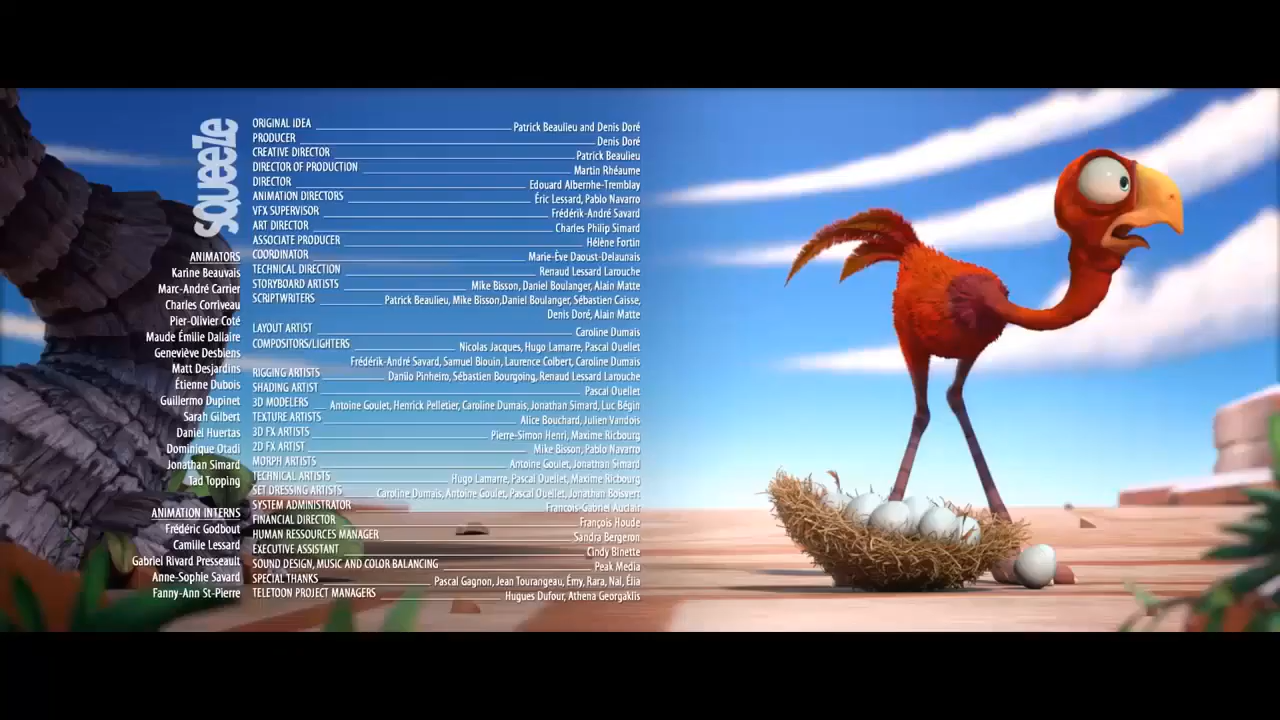 squeeze
ORIGINAL IDEA Patrick Beaulieu and Denis Doré
PRODUCER Denis Doré
CREATIVE DIRECTOR Patrick Beaulieu
DIRECTOR OF PRODUCTION Martin Rhéaume
DIRECTOR Edouard Albernhe-Tremblay
ANIMATION DIRECTORS Éric Lessard, Pablo Navarro
VFX SUPERVISOR Frédérik-André Savard
ART DIRECTOR Charles Philip Simard
ASSOCIATE PRODUCER Hélène Fortin
COORDINATOR Marie-Ève Daoust-Delaunais
TECHNICAL DIRECTION Renaud Lessard Larouche
STORYBOARD ARTISTS Mike Bisson, Daniel Boulanger, Alain Matte
SCRIPTWRITERS Patrick Beaulieu, Mike Bisson,Daniel Boulanger, Sébastien Caisse,
Denis Doré, Alain Matte
LAYOUT ARTIST Caroline Dumais
COMPOSITORS/LIGHTERS Nicolas Jacques, Hugo Lamarre, Pascal Ouellet
Frédérik-André Savard, Samuel Blouin, Laurence Colbert, Caroline Dumais
RIGGING ARTISTS Danilo Pinheiro, Sébastien Bourgoing, Renaud Lessard Larouche
SHADING ARTIST Pascal Ouellet
3D MODELERS Antoine Goulet, Henrick Pelletier, Caroline Dumais, Jonathan Simard, Luc Bégin
TEXTURE ARTISTS Alice Bouchard, Julien Vandois
3D FX ARTISTS Pierre-Simon Henri, Maxime Ricbourg
2D FX ARTIST Mike Bisson, Pablo Navarro
MORPH ARTISTS Antoine Goulet, Jonathan Simard
TECHNICAL ARTISTS Hugo Lamarre, Pascal Ouellet, Maxime Ricbourg
SET DRESSING ARTISTS Caroline Dumais, Antoine Goulet, Pascal Ouellet, Jonathan Boisvert
SYSTEM ADMINISTRATOR Francois-Gabriel Auclair
FINANCIAL DIRECTOR François Houde
HUMAN RESSOURCES MANAGER Sandra Bergeron
EXECUTIVE ASSISTANT Cindy Binette
SOUND DESIGN, MUSIC AND COLOR BALANCING Peak Media
SPECIAL THANKS Pascal Gagnon, Jean Tourangeau, Émy, Rara, Nal, Élia
TELETOON PROJECT MANAGERS Hugues Dufour, Athena Georgaklis
ANIMATORS
Karine Beauvais
Marc-André Carrier
Charles Corriveau
Pier-Olivier Coté
Maude Émilie Dallaire
Geneviève Desbiens
Matt Desjardins
Étienne Dubois
Guillermo Dupinet
Sarah Gilbert
Daniel Huertas
Dominique Otadi
Jonathan Simard
Tad Topping
ANIMATION INTERNS
Frédéric Godbout
Camille Lessard
Gabriel Rivard Presseault
Anne-Sophie Savard
Fanny-Ann St-Pierre